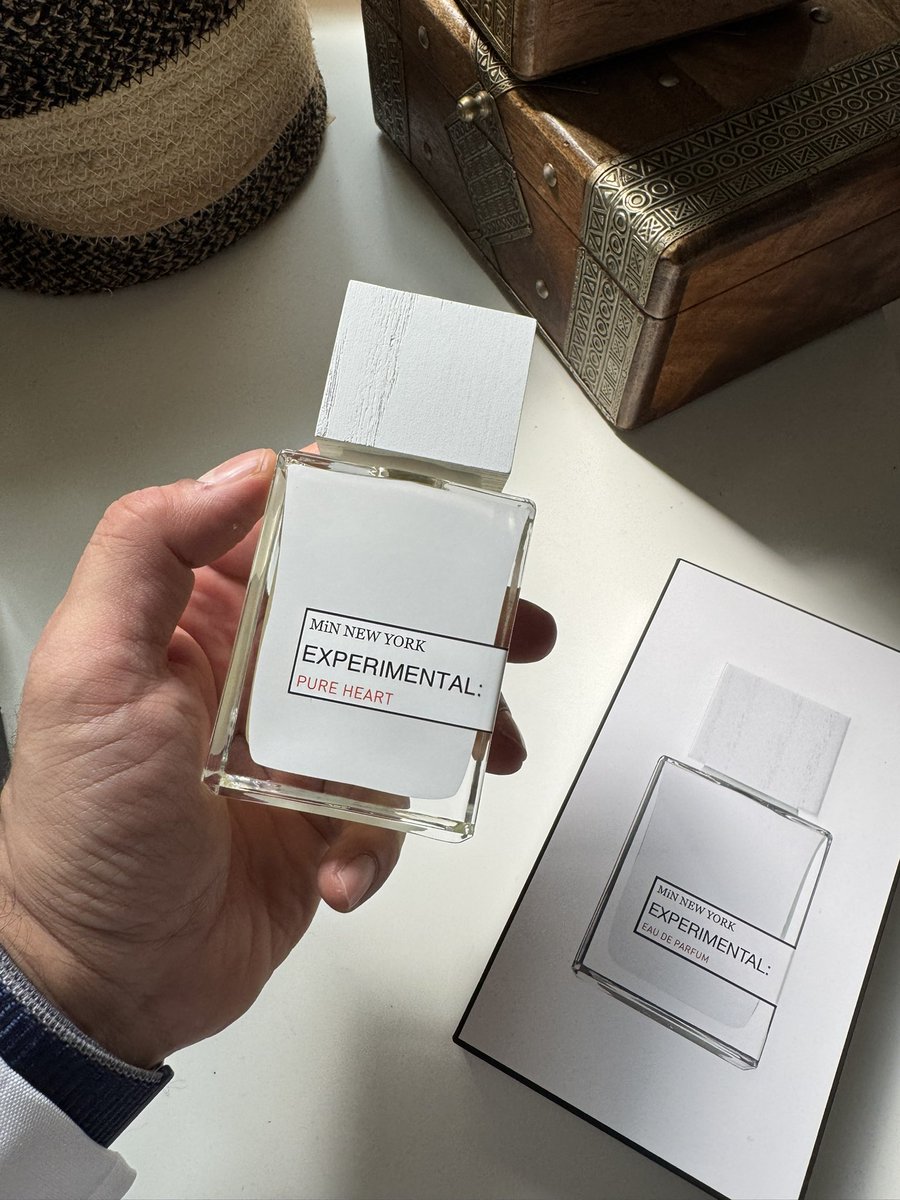 MiN NEW YORK
EXPERIMENTAL:
PURE HEART
MiN NEW YORK
EXPERIMENTAL:
EAU DE PARFUM